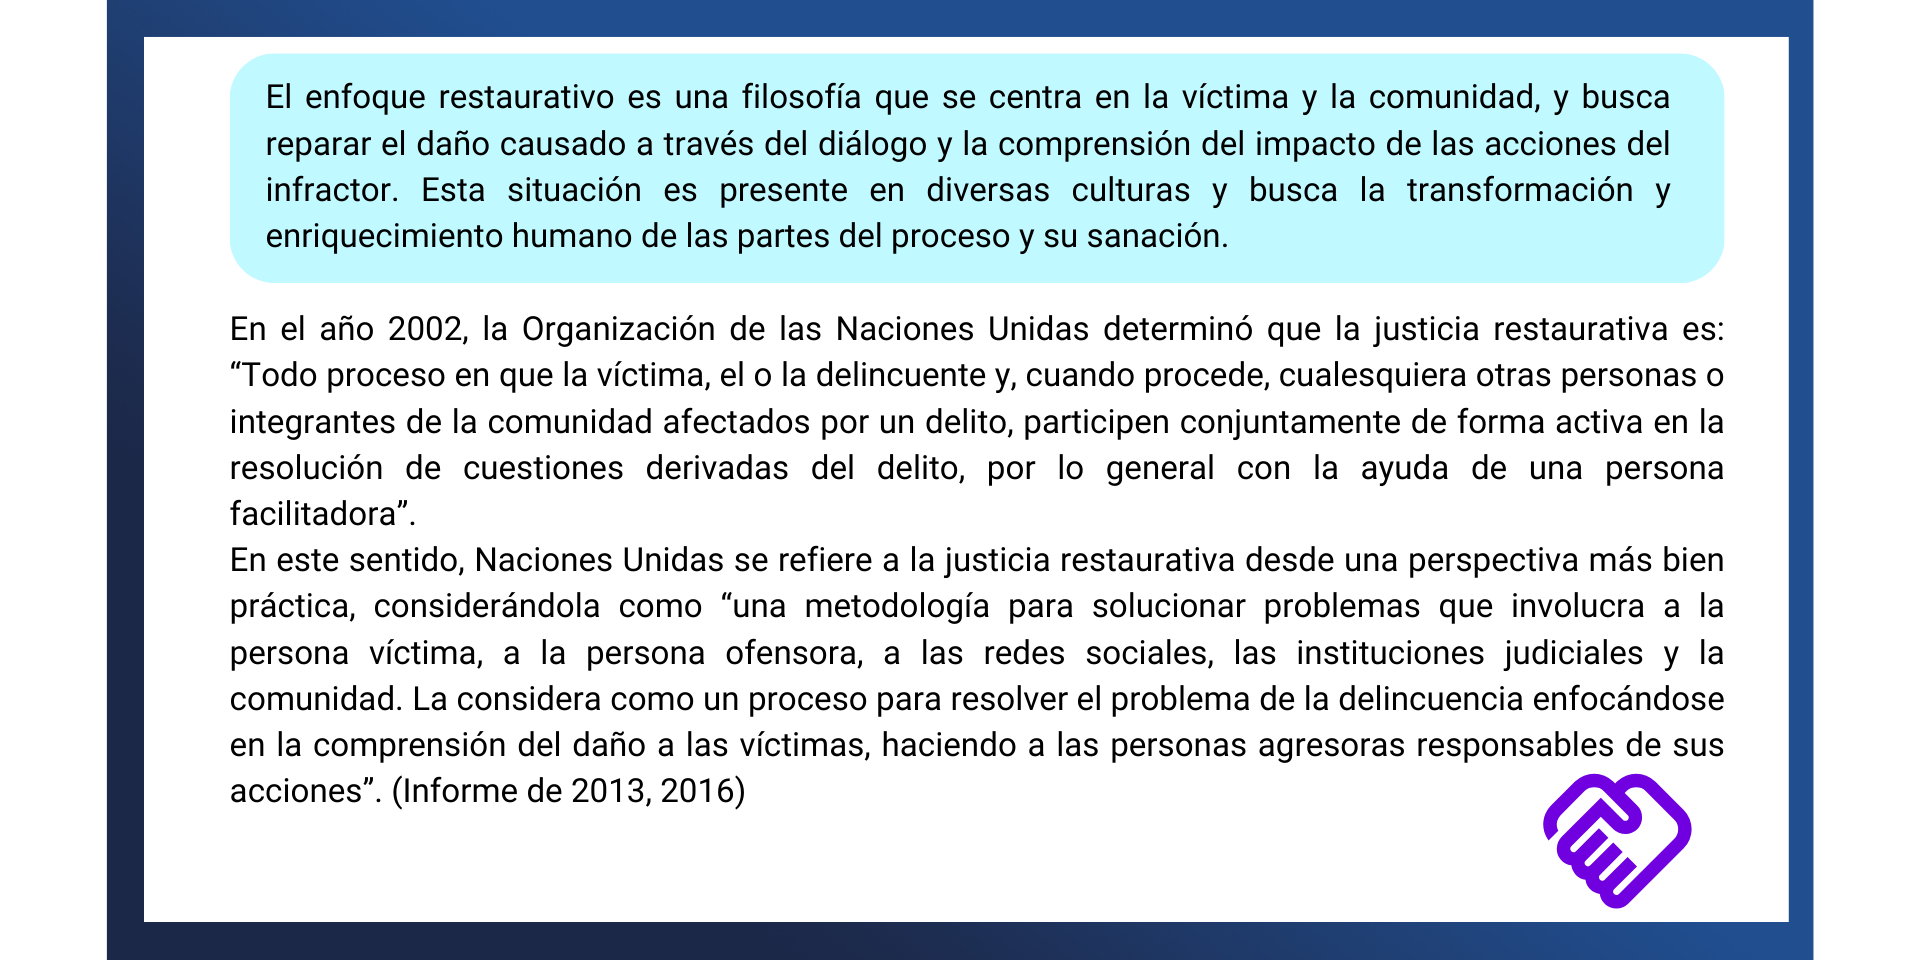 El enfoque restaurativo es una filosofía que se centra en la víctima y la comunidad, y busca
reparar el daño causado a través del diálogo y la comprensión del impacto de las acciones del
infractor. Esta situación es presente en diversas culturas y busca la transformación y
enriquecimiento humano de las partes del proceso y su sanación.
En el año 2002, la Organización de las Naciones Unidas determinó que la justicia restaurativa es:
“Todo proceso en que la víctima, el o la delincuente y, cuando procede, cualesquiera otras personas o
integrantes de la comunidad afectados por un delito, participen conjuntamente de forma activa en la
resolución de cuestiones derivadas del delito, por lo general con la ayuda de una persona
facilitadora”.
En este sentido, Naciones Unidas se refiere a la justicia restaurativa desde una perspectiva más bien
práctica, considerándola como “una metodología para solucionar problemas que involucra a la
persona víctima, a la persona ofensora, a las redes sociales, las instituciones judiciales y la
comunidad. La considera como un proceso para resolver el problema de la delincuencia enfocándose
en la comprensión del daño a las víctimas, haciendo a las personas agresoras responsables de sus
acciones”. (Informe de 2013, 2016)